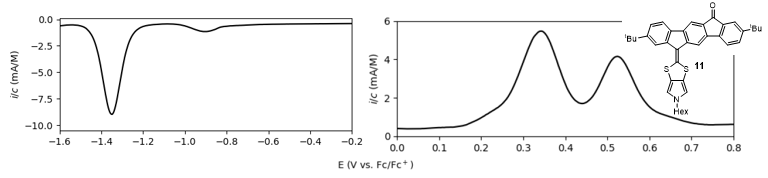 i/c (mA/M)
0.0
−2.5
−5.0
−7.5
−10.0
−1.6 −1.4 −1.2 −1.0 −0.8 −0.6 −0.4 −0.2
i/c (mA/M)
6
4
2
0
0.0 0.1 0.2 0.3 0.4 0.5 0.6 0.7 0.8
O
tBu
tBu
S
S
11
N
Hex
E (V vs. Fc/Fc+)